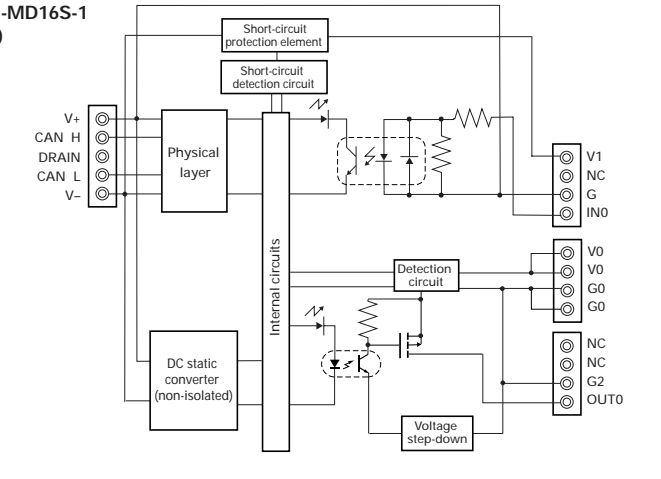 -MD16S-1
)
Short-circuit
protection element
Short-circuit
detection circuit
V+
CAN H
DRAIN
CAN L
V–
Physical
layer
Internal circuits
DC static
converter
(non-isolated)
Detection
circuit
Voltage
step-down
V1
NC
G
IN0
V0
V0
G0
G0
NC
NC
G2
OUT0